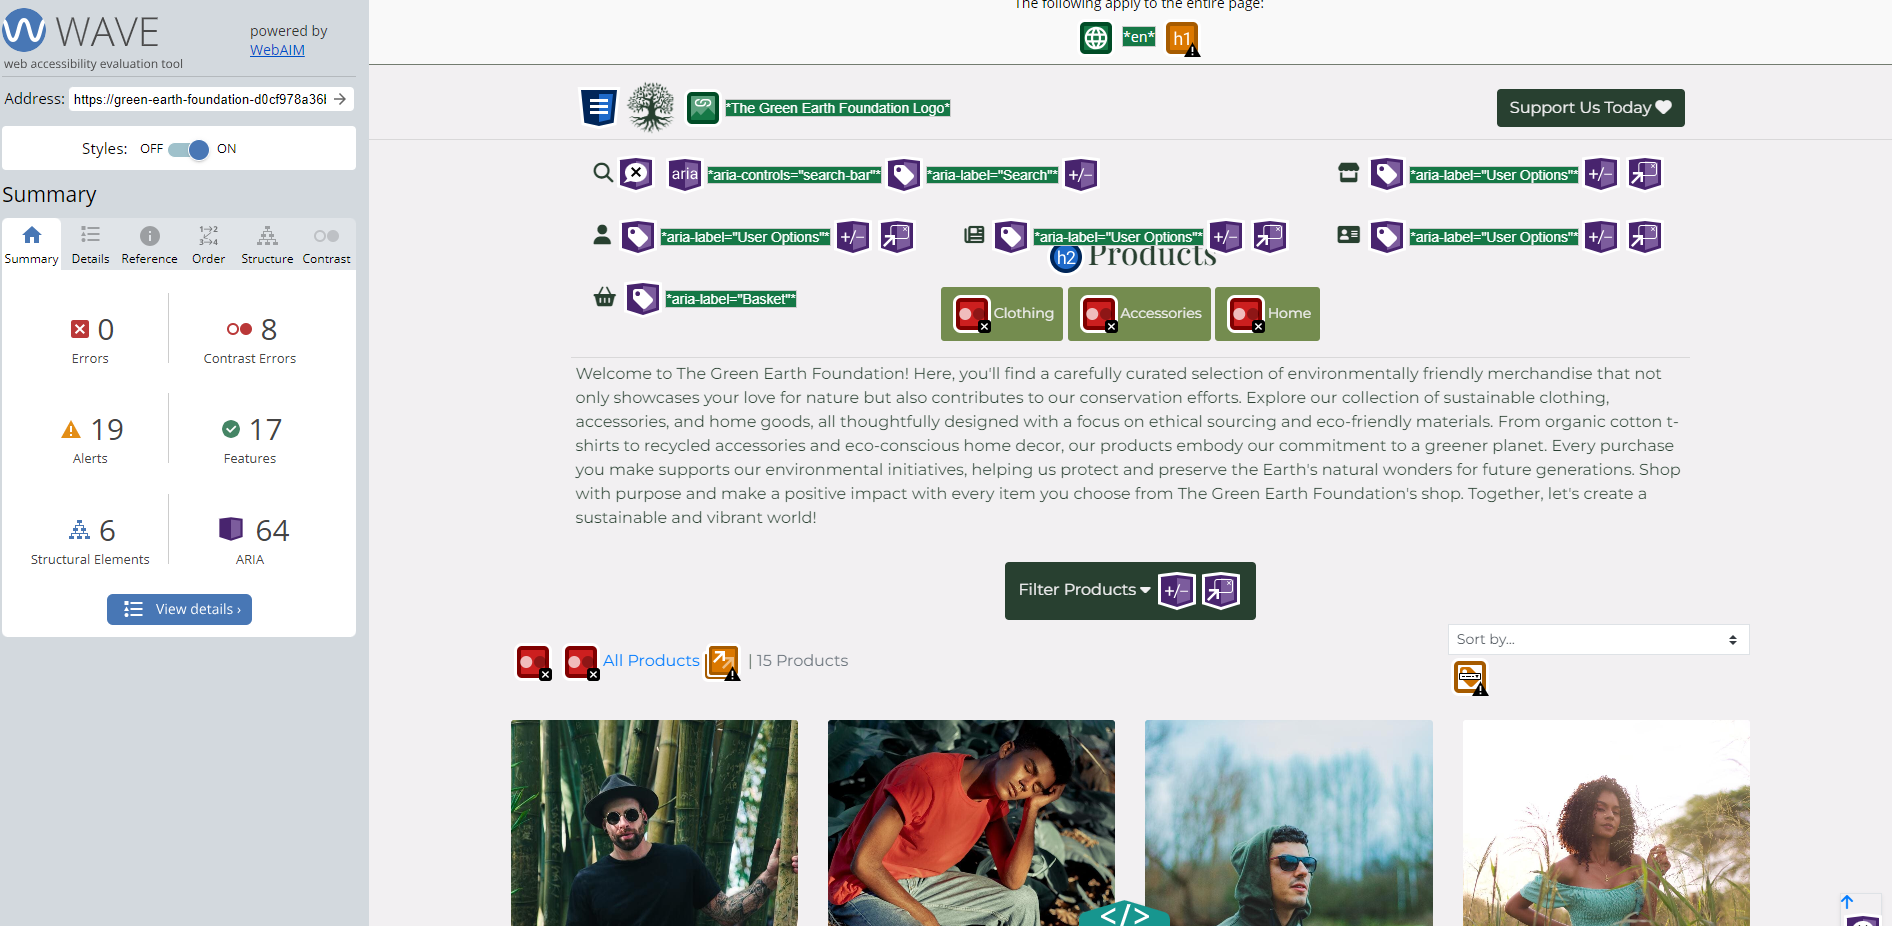 WAVE
powered by
WebAIM
web accessibility evaluation tool
Address: https://green-earth-foundation-d0cf978a36
Styles: OFF ON
Summary
Summary Details Reference Order Structure Contrast
0
Errors
8
Contrast Errors
19
Alerts
17
Features
6
Structural Elements
64
ARIA
View details ›
The following apply to the entire page:
*en* h1
*The Green Earth Foundation Logo*
Support Us Today
aria *aria-controls="search-bar"* *aria-label="Search"* +/−
*aria-label="User Options"* +/−
*aria-label="User Options"* +/−
*aria-label="User Options"* +/−
*aria-label="User Options"* +/−
h2 Products
*aria-label="Basket"*
Clothing
Accessories
Home
Welcome to The Green Earth Foundation! Here, you'll find a carefully curated selection of environmentally friendly merchandise that not
only showcases your love for nature but also contributes to our conservation efforts. Explore our collection of sustainable clothing,
accessories, and home goods, all thoughtfully designed with a focus on ethical sourcing and eco-friendly materials. From organic cotton t-
shirts to recycled accessories and eco-conscious home decor, our products embody our commitment to a greener planet. Every purchase
you make supports our environmental initiatives, helping us protect and preserve the Earth's natural wonders for future generations. Shop
with purpose and make a positive impact with every item you choose from The Green Earth Foundation's shop. Together, let's create a
sustainable and vibrant world!
Filter Products +/−
Sort by...
All Products | 15 Products
</>